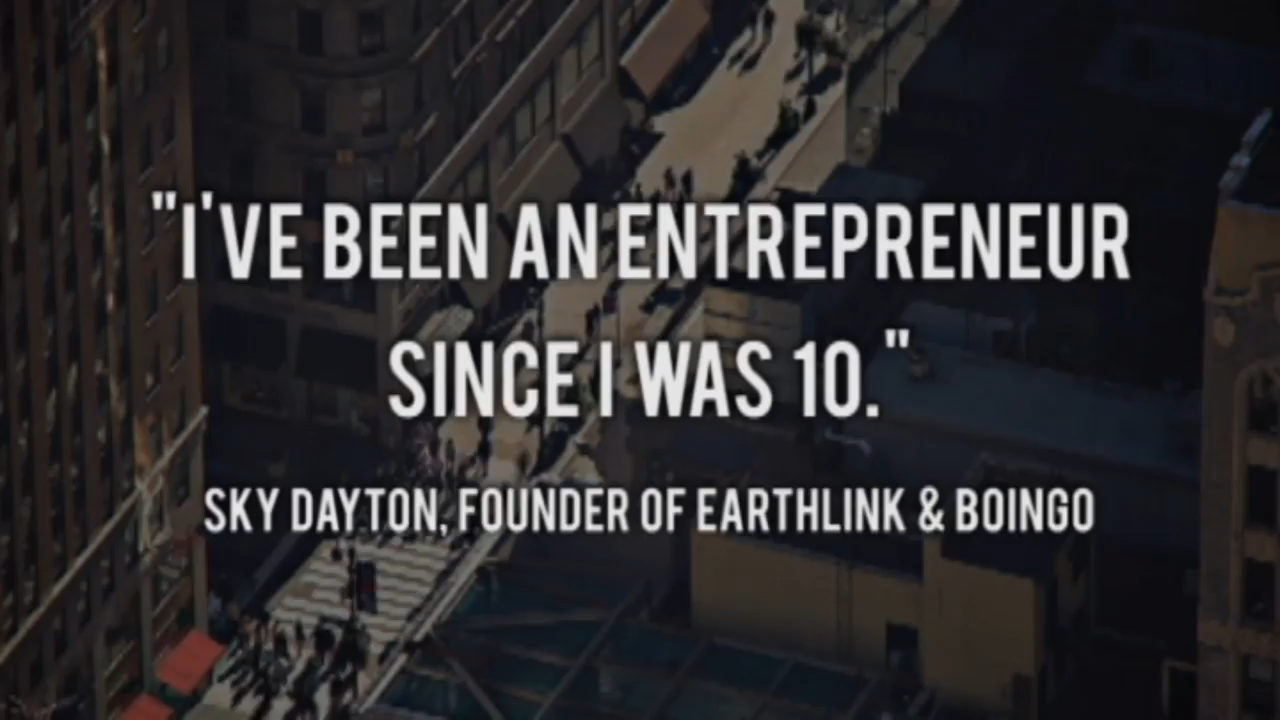 "I'VE BEEN AN ENTREPRENEUR
SINCE I WAS 10."
SKY DAYTON, FOUNDER OF EARTHLINK & BOINGO